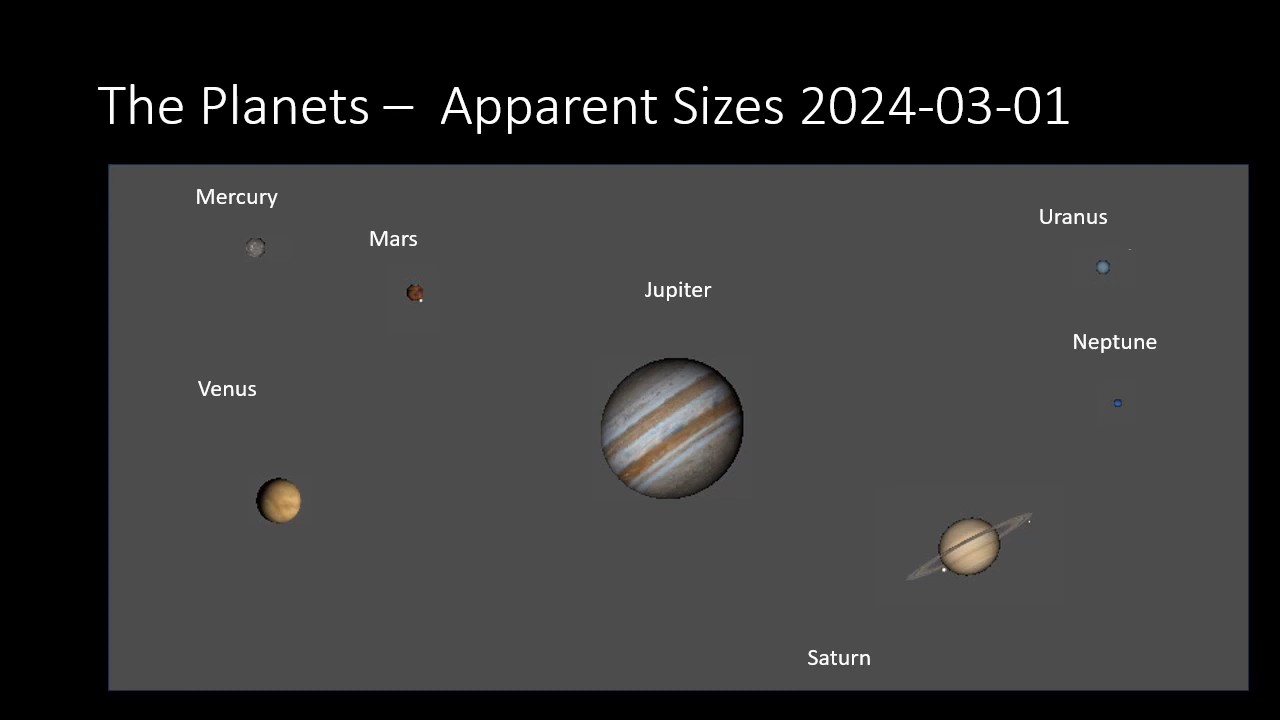 The Planets –  Apparent Sizes 2024-03-01
Mercury
Mars
Uranus
Jupiter
Neptune
Venus
Saturn